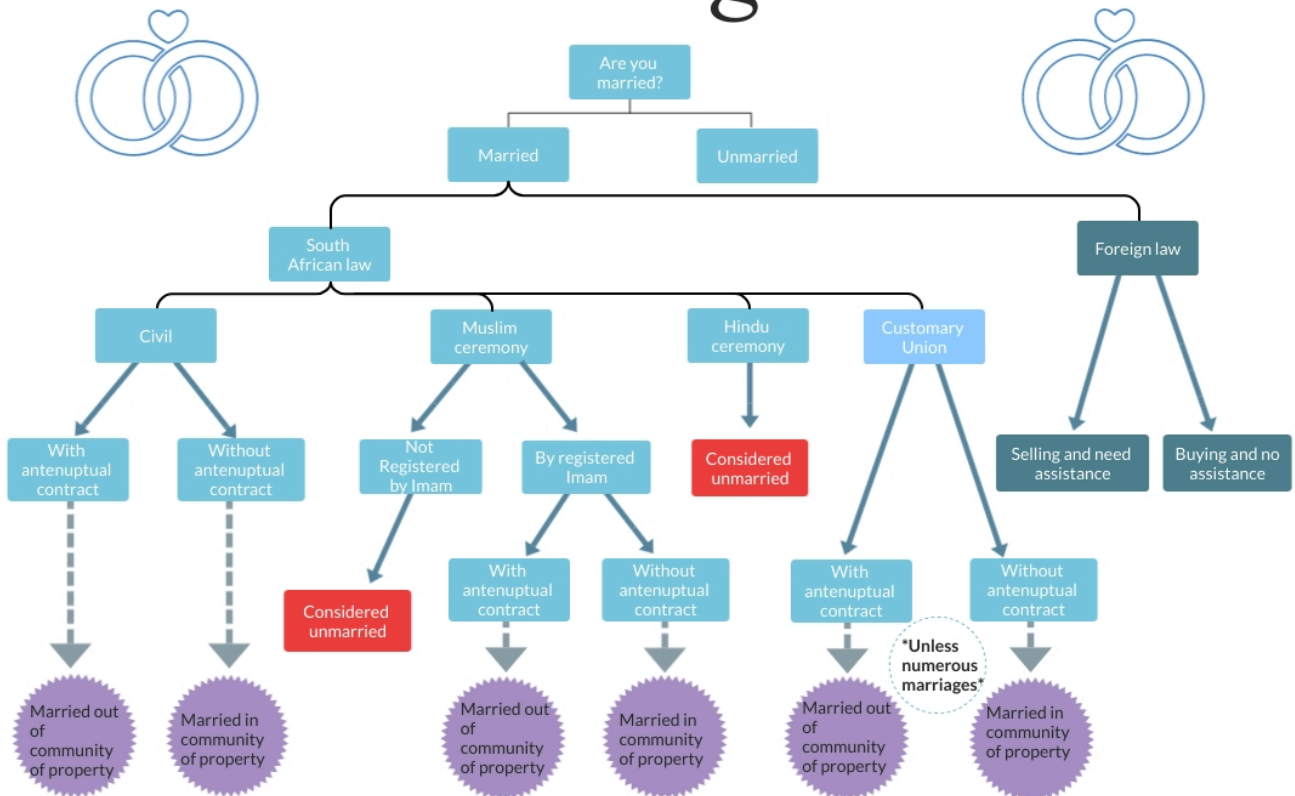 Are you
married?
Married
Unmarried
South
African law
Foreign law
Civil
Muslim
ceremony
Hindu
ceremony
Customary
Union
With
antenuptual
contract
Without
antenuptual
contract
Not
Registered
by Imam
By registered
Imam
Considered
unmarried
Selling and need
assistance
Buying and no
assistance
Considered
unmarried
With
antenuptual
contract
Without
antenuptual
contract
With
antenuptual
contract
Without
antenuptual
contract
*Unless
numerous
marriages*
Married out
of
community
of property
Married in
community
of property
Married out
of
community
of property
Married in
community
of property
Married out
of
community
of property
Married in
community
of property